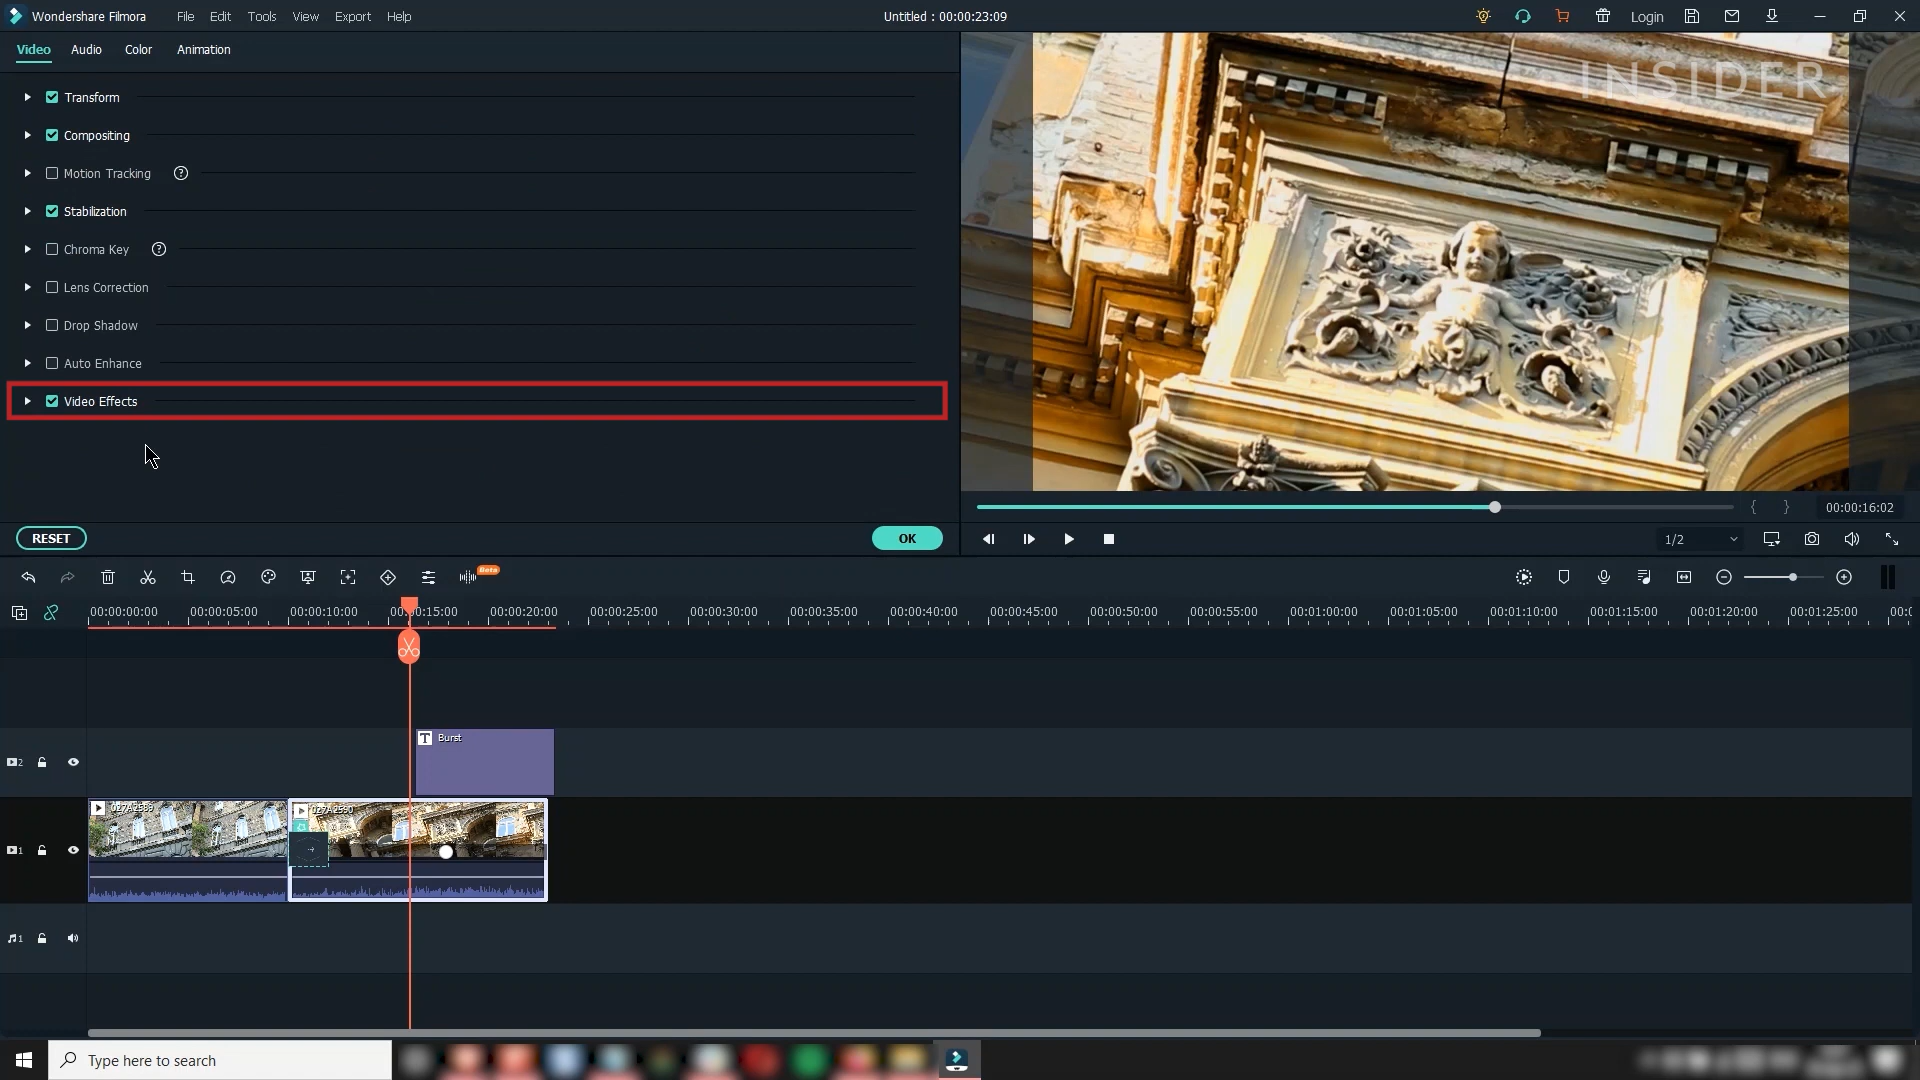 Wondershare Filmora File Edit Tools View Export Help Untitled : 00:00:23:09 Login
Video Audio Color Animation
Transform
Compositing
Motion Tracking ?
Stabilization
Chroma Key ?
Lens Correction
Drop Shadow
Auto Enhance
Video Effects
INSIDER
{ } 00:00:16:02
RESET OK
1/2
Beta
00:00:00:00 00:00:05:00 00:00:10:00 00:00:15:00 00:00:20:00 00:00:25:00 00:00:30:00 00:00:35:00 00:00:40:00 00:00:45:00 00:00:50:00 00:00:55:00 00:01:00:00 00:01:05:00 00:01:10:00 00:01:15:00 00:01:20:00 00:01:25:00
T Burst
2
027A2589 027A2590
1
1
Type here to search